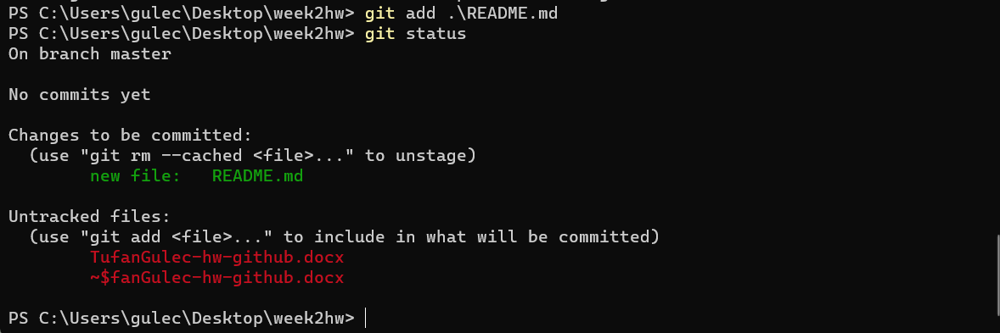 PS C:\Users\gulec\Desktop\week2hw> git add .\README.md
PS C:\Users\gulec\Desktop\week2hw> git status
On branch master
No commits yet
Changes to be committed:
  (use "git rm --cached <file>..." to unstage)
        new file:   README.md
Untracked files:
  (use "git add <file>..." to include in what will be committed)
        TufanGulec-hw-github.docx
        ~$fanGulec-hw-github.docx
PS C:\Users\gulec\Desktop\week2hw>